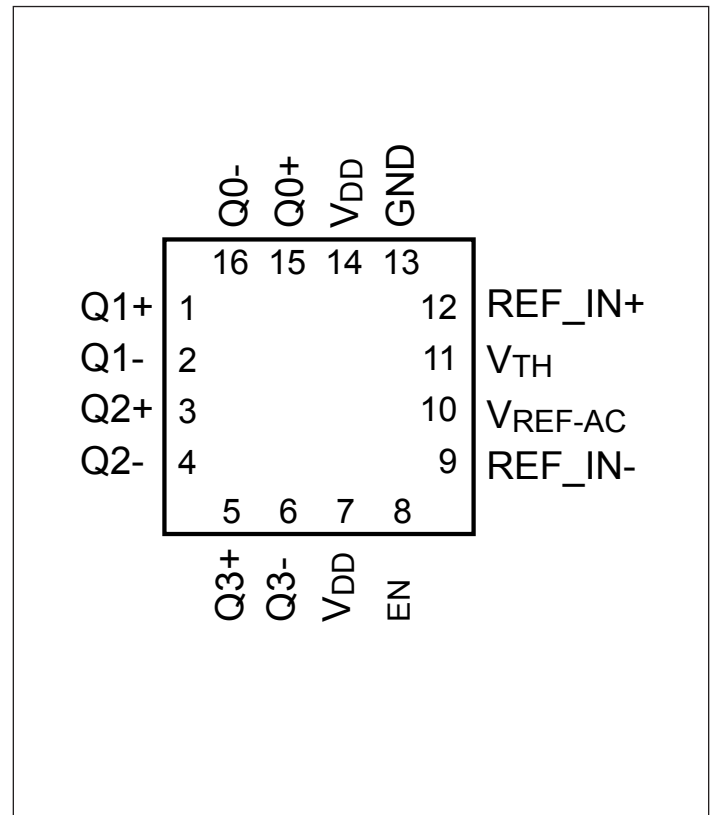 Q0- Q0+ VDD GND
16 15 14 13
Q1+ 1 12 REF_IN+
Q1- 2 11 VTH
Q2+ 3 10 VREF-AC
Q2- 4 9 REF_IN-
5 6 7 8
Q3+ Q3- VDD EN